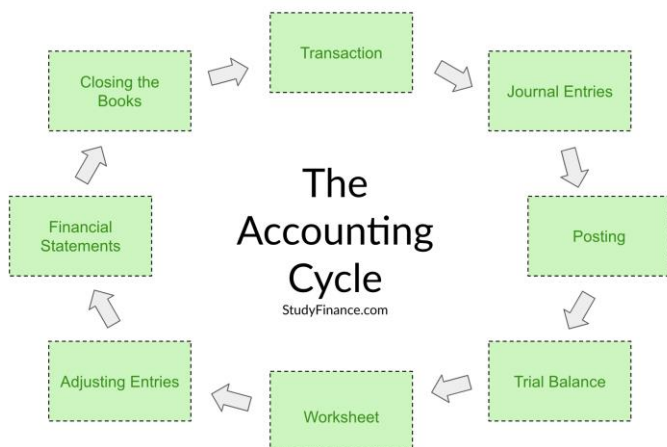 Transaction
Journal Entries
Posting
Trial Balance
Worksheet
Adjusting Entries
Financial
Statements
Closing the
Books
The
Accounting
Cycle
StudyFinance.com